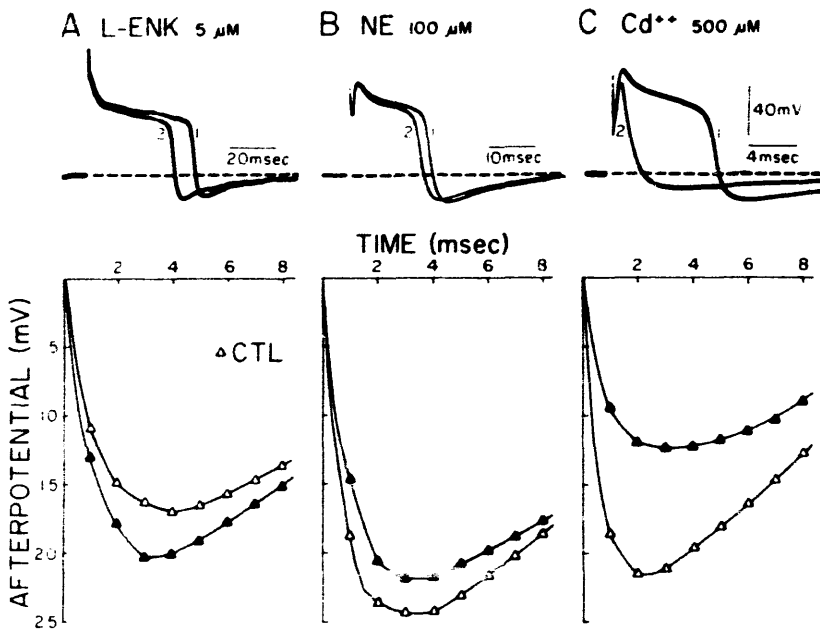 A L-ENK 5 µM
B NE 100 µM
C Cd++ 500 µM
2 1
20msec
2 1
10msec
2 1
40mV
4msec
TIME (msec)
2 4 6 8
2 4 6 8
2 4 6 8
AFTERPOTENTIAL (mV)
5
10
15
20
25
△ CTL